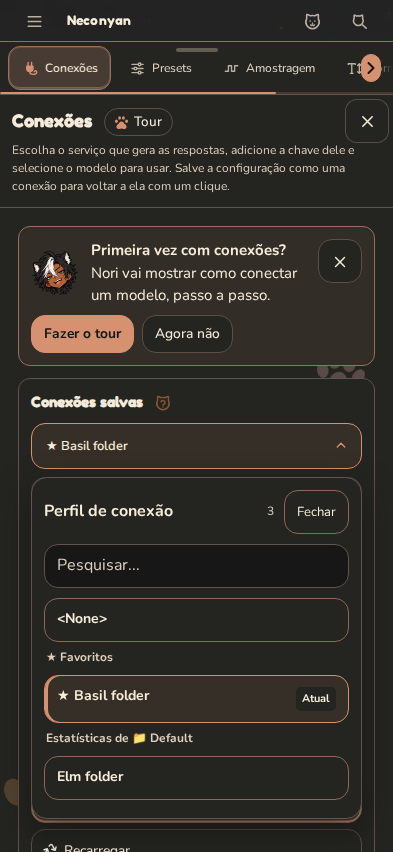 Neconyan
Conexões
Presets
Amostragem
Conexões
Tour
Escolha o serviço que gera as respostas, adicione a chave dele e
selecione o modelo para usar. Salve a configuração como uma
conexão para voltar a ela com um clique.
Primeira vez com conexões?
Nori vai mostrar como conectar
um modelo, passo a passo.
Fazer o tour
Agora não
Conexões salvas
★ Basil folder
Perfil de conexão
3
Fechar
Pesquisar...
<None>
★ Favoritos
★ Basil folder
Atual
Estatísticas de 📁 Default
Elm folder
Recarregar